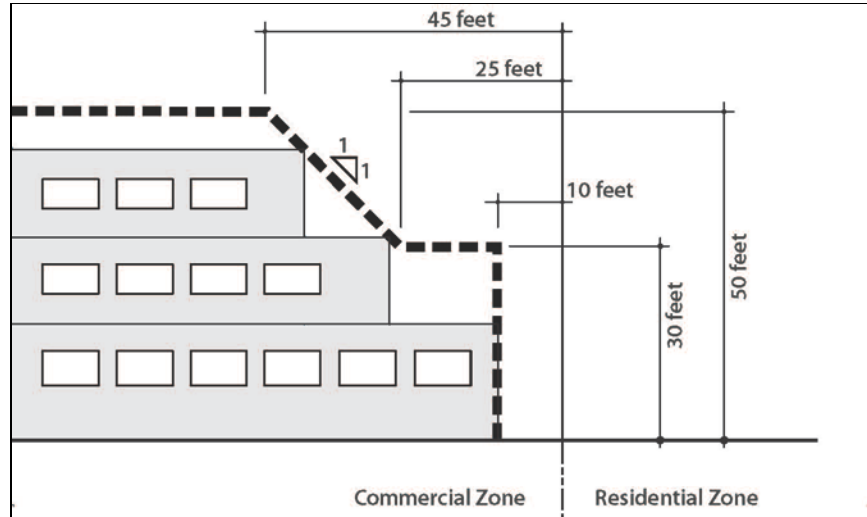 45 feet
25 feet
1
1
10 feet
50 feet
30 feet
Commercial Zone
Residential Zone